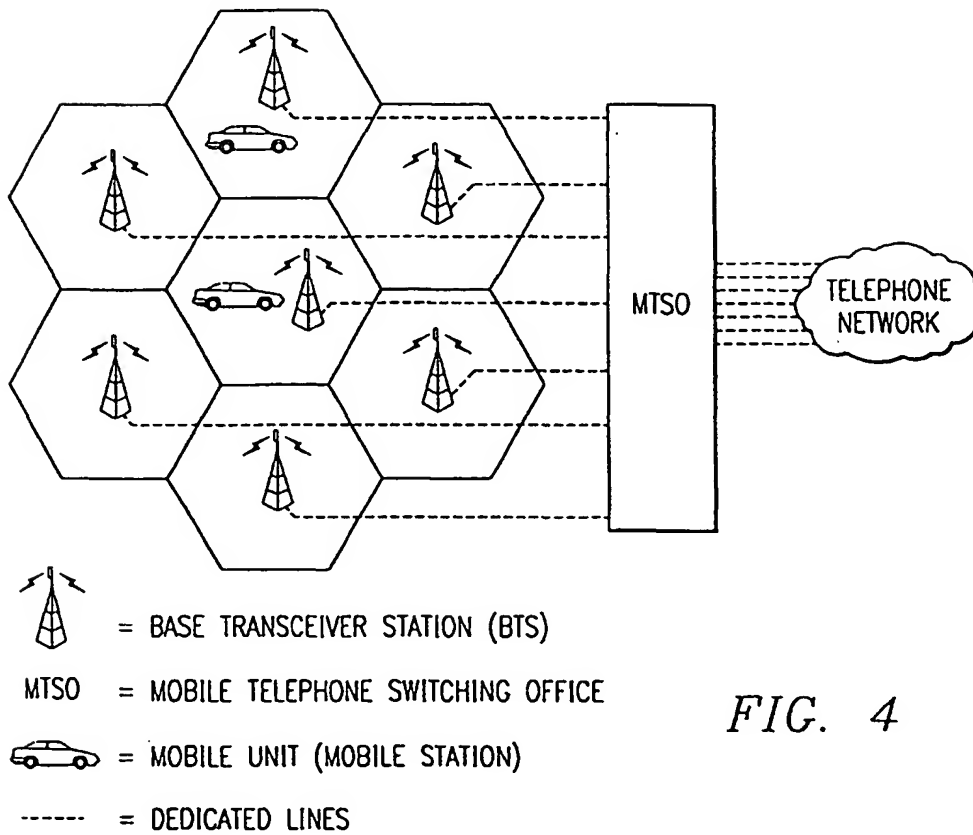 MTSO
TELEPHONE
NETWORK
= BASE TRANSCEIVER STATION (BTS)
MTSO = MOBILE TELEPHONE SWITCHING OFFICE
= MOBILE UNIT (MOBILE STATION)
= DEDICATED LINES
FIG. 4